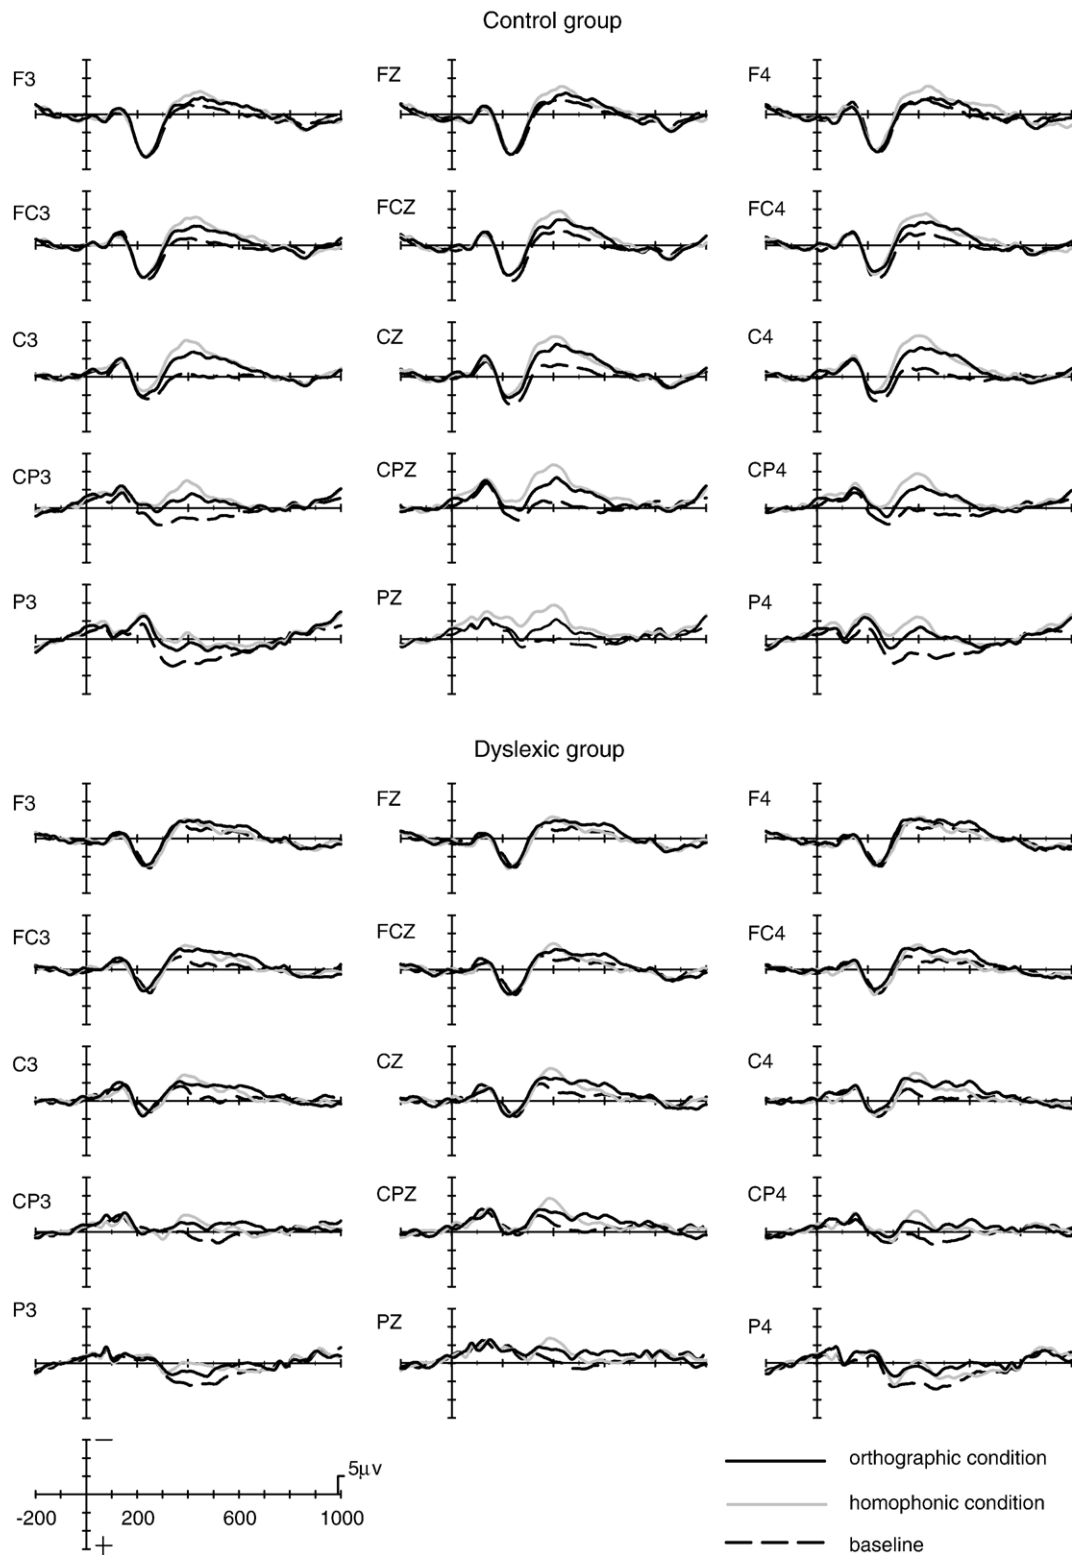 Control group
F3 FZ F4
FC3 FCZ FC4
C3 CZ C4
CP3 CPZ CP4
P3 PZ P4
Dyslexic group
F3 FZ F4
FC3 FCZ FC4
C3 CZ C4
CP3 CPZ CP4
P3 PZ P4
−
5μv
-200 200 600 1000
+
orthographic condition
homophonic condition
baseline